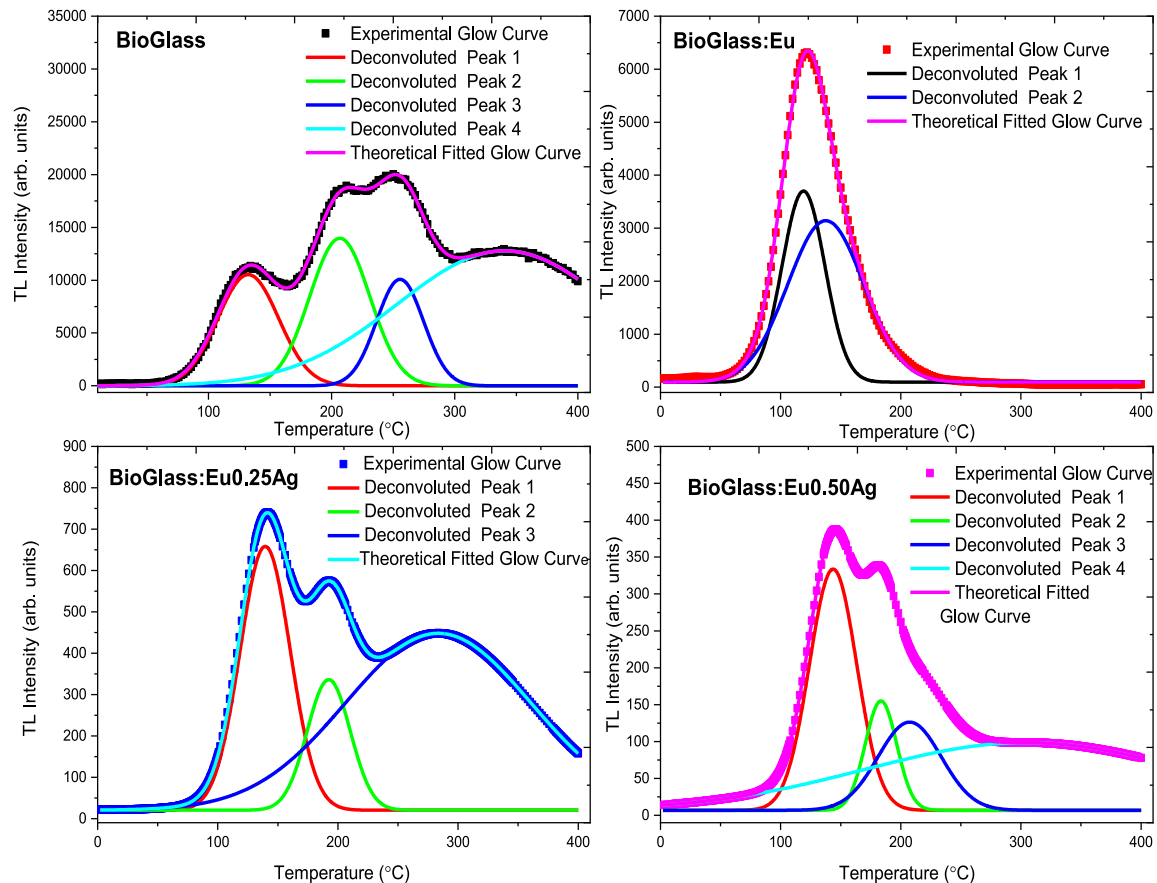 BioGlass
Experimental Glow Curve
Deconvoluted Peak 1
Deconvoluted Peak 2
Deconvoluted Peak 3
Deconvoluted Peak 4
Theoretical Fitted Glow Curve
TL Intensity (arb. units)
35000
30000
25000
20000
15000
10000
5000
0
100
200
300
400
Temperature (°C)
BioGlass:Eu
Experimental Glow Curve
Deconvoluted Peak 1
Deconvoluted Peak 2
Theoretical Fitted Glow Curve
TL Intensity (arb. units)
7000
6000
5000
4000
3000
2000
1000
0
0
100
200
300
400
Temperature (°C)
BioGlass:Eu0.25Ag
Experimental Glow Curve
Deconvoluted Peak 1
Deconvoluted Peak 2
Deconvoluted Peak 3
Theoretical Fitted Glow Curve
TL Intensity (arb. units)
900
800
700
600
500
400
300
200
100
0
0
100
200
300
400
Temperature (°C)
BioGlass:Eu0.50Ag
Experimental Glow Curve
Deconvoluted Peak 1
Deconvoluted Peak 2
Deconvoluted Peak 3
Deconvoluted Peak 4
Theoretical Fitted
Glow Curve
TL Intensity (arb. units)
500
450
400
350
300
250
200
150
100
50
0
0
100
200
300
400
Temperature (°C)